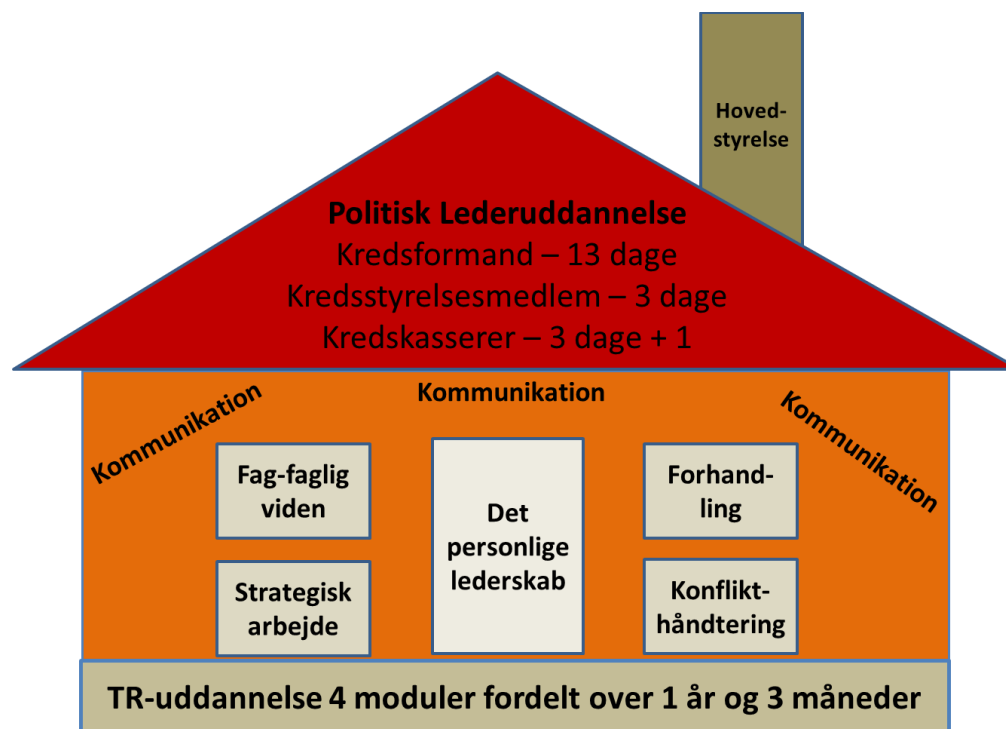 Hoved-
styrelse
Politisk Lederuddannelse
Kredsformand – 13 dage
Kredsstyrelsesmedlem – 3 dage
Kredskasserer – 3 dage + 1
Kommunikation
Kommunikation
Kommunikation
Fag-faglig
viden
Strategisk
arbejde
Det
personlige
lederskab
Forhand-
ling
Konflikt-
håndtering
TR-uddannelse 4 moduler fordelt over 1 år og 3 måneder